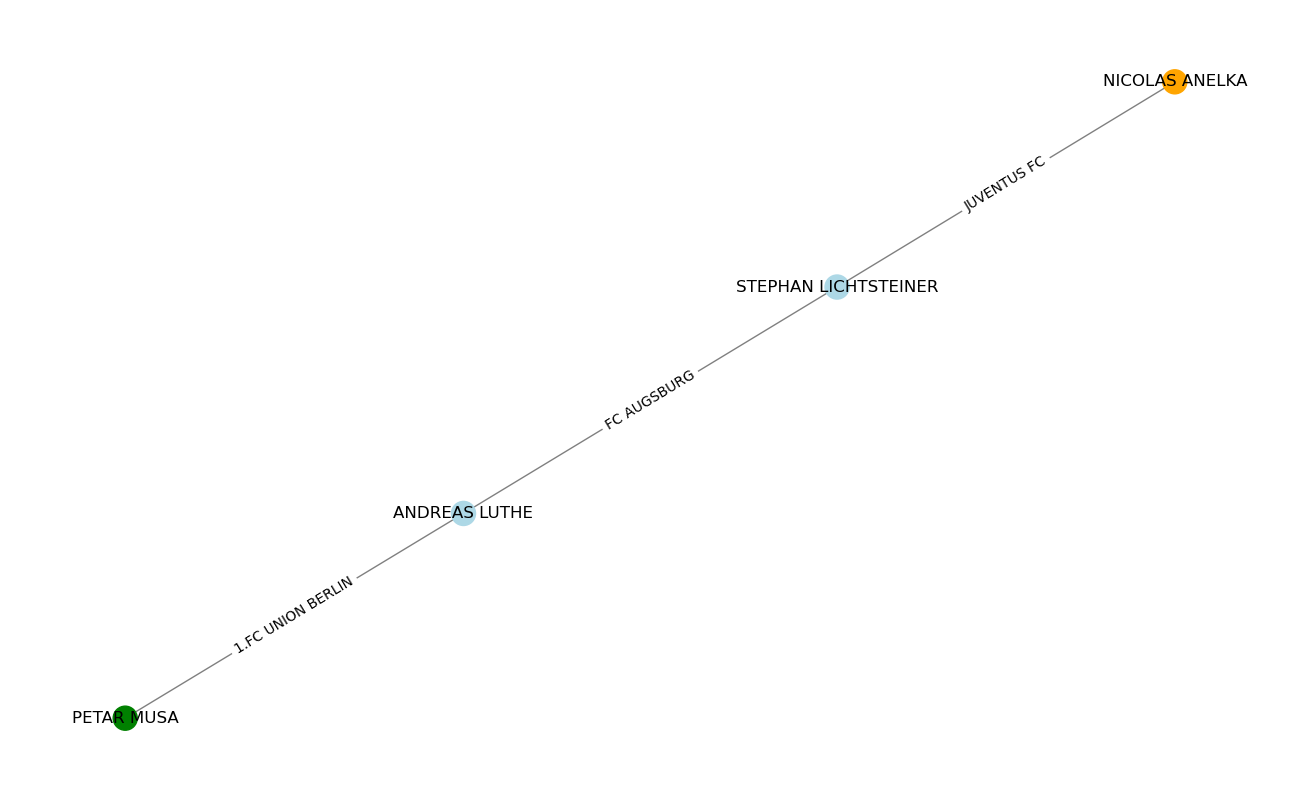 NICOLAS ANELKA
JUVENTUS FC
STEPHAN LICHTSTEINER
FC AUGSBURG
ANDREAS LUTHE
1.FC UNION BERLIN
PETAR MUSA